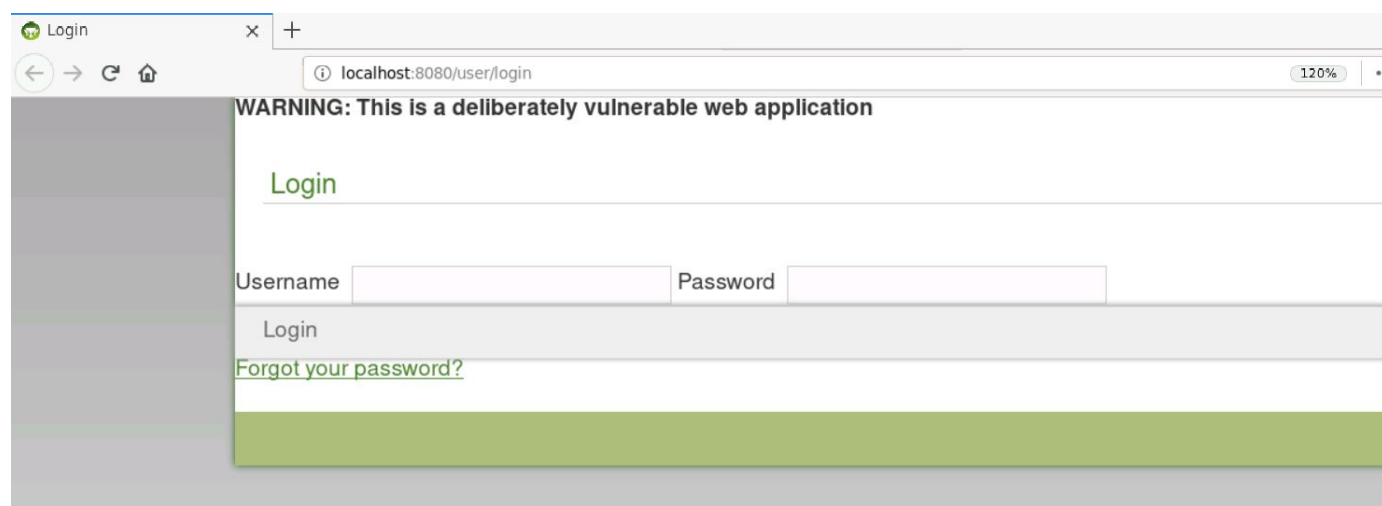 Login
localhost:8080/user/login 120%
WARNING: This is a deliberately vulnerable web application
Login
Username Password
Login
Forgot your password?